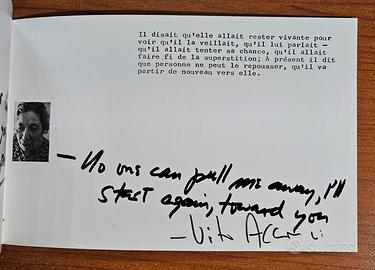 Il disait qu'elle allait rester vivante pour
voir qu'il la veillait, qu'il lui parlait —
qu'il allait tenter sa chance, qu'il allait
faire fi de la superstition; À présent il dit
que personne ne peut le repousser, qu'il va
partir de nouveau vers elle.
— No one can pull me away, I'll
start again, toward you
— Vito Acconci